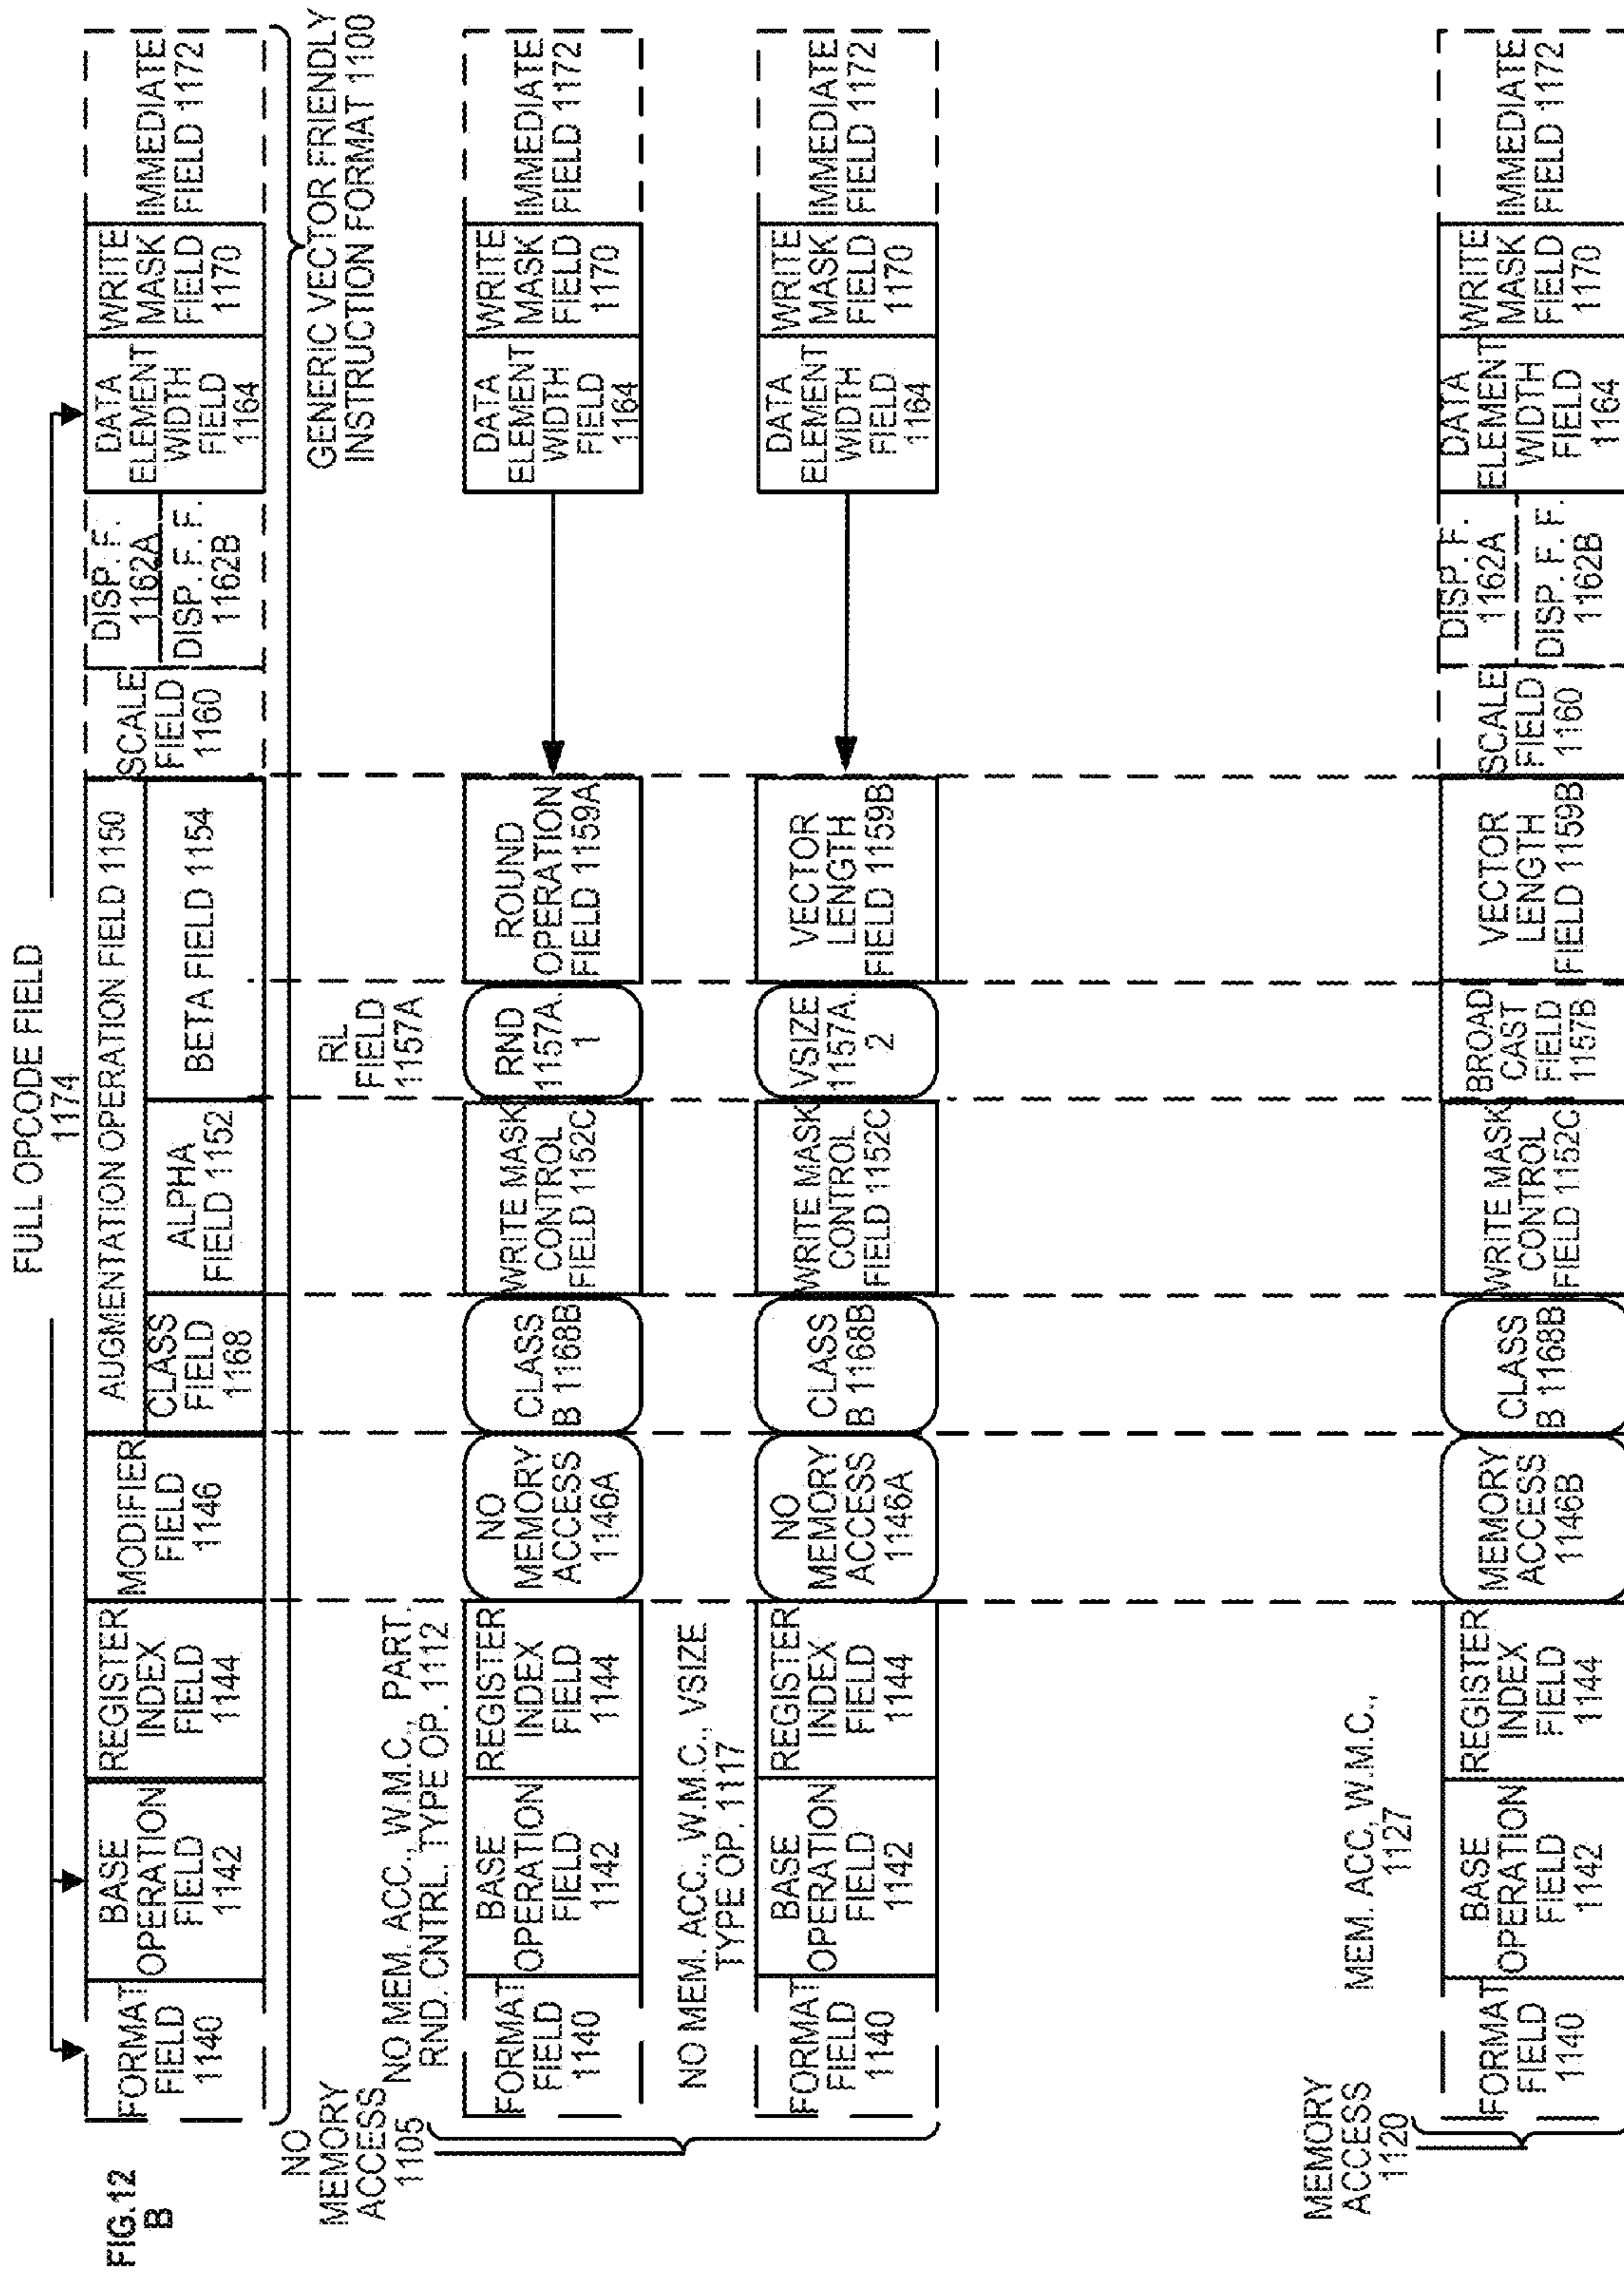 FIG.12
B
FULL OPCODE FIELD
1174
FORMAT
FIELD
1140
BASE
OPERATION
FIELD
1142
REGISTER
INDEX
FIELD
1144
MODIFIER
FIELD
1146
AUGMENTATION OPERATION FIELD 1150
CLASS
FIELD
1168
ALPHA
FIELD 1152
BETA FIELD 1154
SCALE
FIELD
1160
DISP. F.
1162A
DISP. F. F.
1162B
DATA
ELEMENT
WIDTH
FIELD
1164
WRITE
MASK
FIELD
1170
IMMEDIATE
FIELD 1172
GENERIC VECTOR FRIENDLY
INSTRUCTION FORMAT 1100
NO
MEMORY
ACCESS
1105
NO MEM. ACC., W.M.C., PART.
RND. CNTRL. TYPE OP. 1112
RL
FIELD
1157A
FORMAT
FIELD
1140
BASE
OPERATION
FIELD
1142
REGISTER
INDEX
FIELD
1144
NO
MEMORY
ACCESS
1146A
CLASS
B 1168B
WRITE MASK
CONTROL
FIELD 1152C
RND
1157A.
1
ROUND
OPERATION
FIELD 1159A
DATA
ELEMENT
WIDTH
FIELD
1164
WRITE
MASK
FIELD
1170
IMMEDIATE
FIELD 1172
NO MEM. ACC., W.M.C., VSIZE
TYPE OP. 1117
FORMAT
FIELD
1140
BASE
OPERATION
FIELD
1142
REGISTER
INDEX
FIELD
1144
NO
MEMORY
ACCESS
1146A
CLASS
B 1168B
WRITE MASK
CONTROL
FIELD 1152C
VSIZE
1157A.
2
VECTOR
LENGTH
FIELD 1159B
DATA
ELEMENT
WIDTH
FIELD
1164
WRITE
MASK
FIELD
1170
IMMEDIATE
FIELD 1172
MEMORY
ACCESS
1120
MEM. ACC, W.M.C.,
1127
FORMAT
FIELD
1140
BASE
OPERATION
FIELD
1142
REGISTER
INDEX
FIELD
1144
MEMORY
ACCESS
1146B
CLASS
B 1168B
WRITE MASK
CONTROL
FIELD 1152C
BROAD
CAST
FIELD
1157B
VECTOR
LENGTH
FIELD 1159B
SCALE
FIELD
1160
DISP. F.
1162A
DISP. F. F.
1162B
DATA
ELEMENT
WIDTH
FIELD
1164
WRITE
MASK
FIELD
1170
IMMEDIATE
FIELD 1172